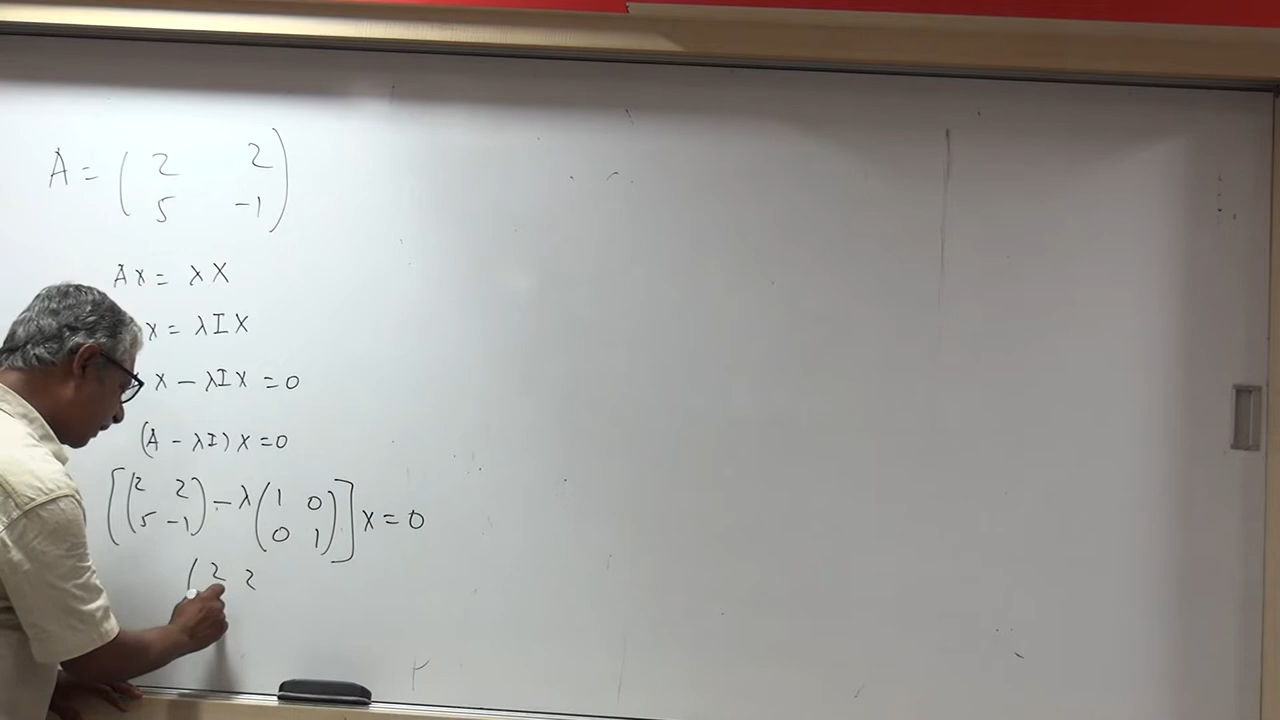 A = ( 2 2
5 -1 )
Ax = λX
x = λIX
x - λIX = 0
(A - λI) x = 0
[( 2 2
5 -1 ) - λ ( 1 0
0 1 )] x = 0
( 2 2